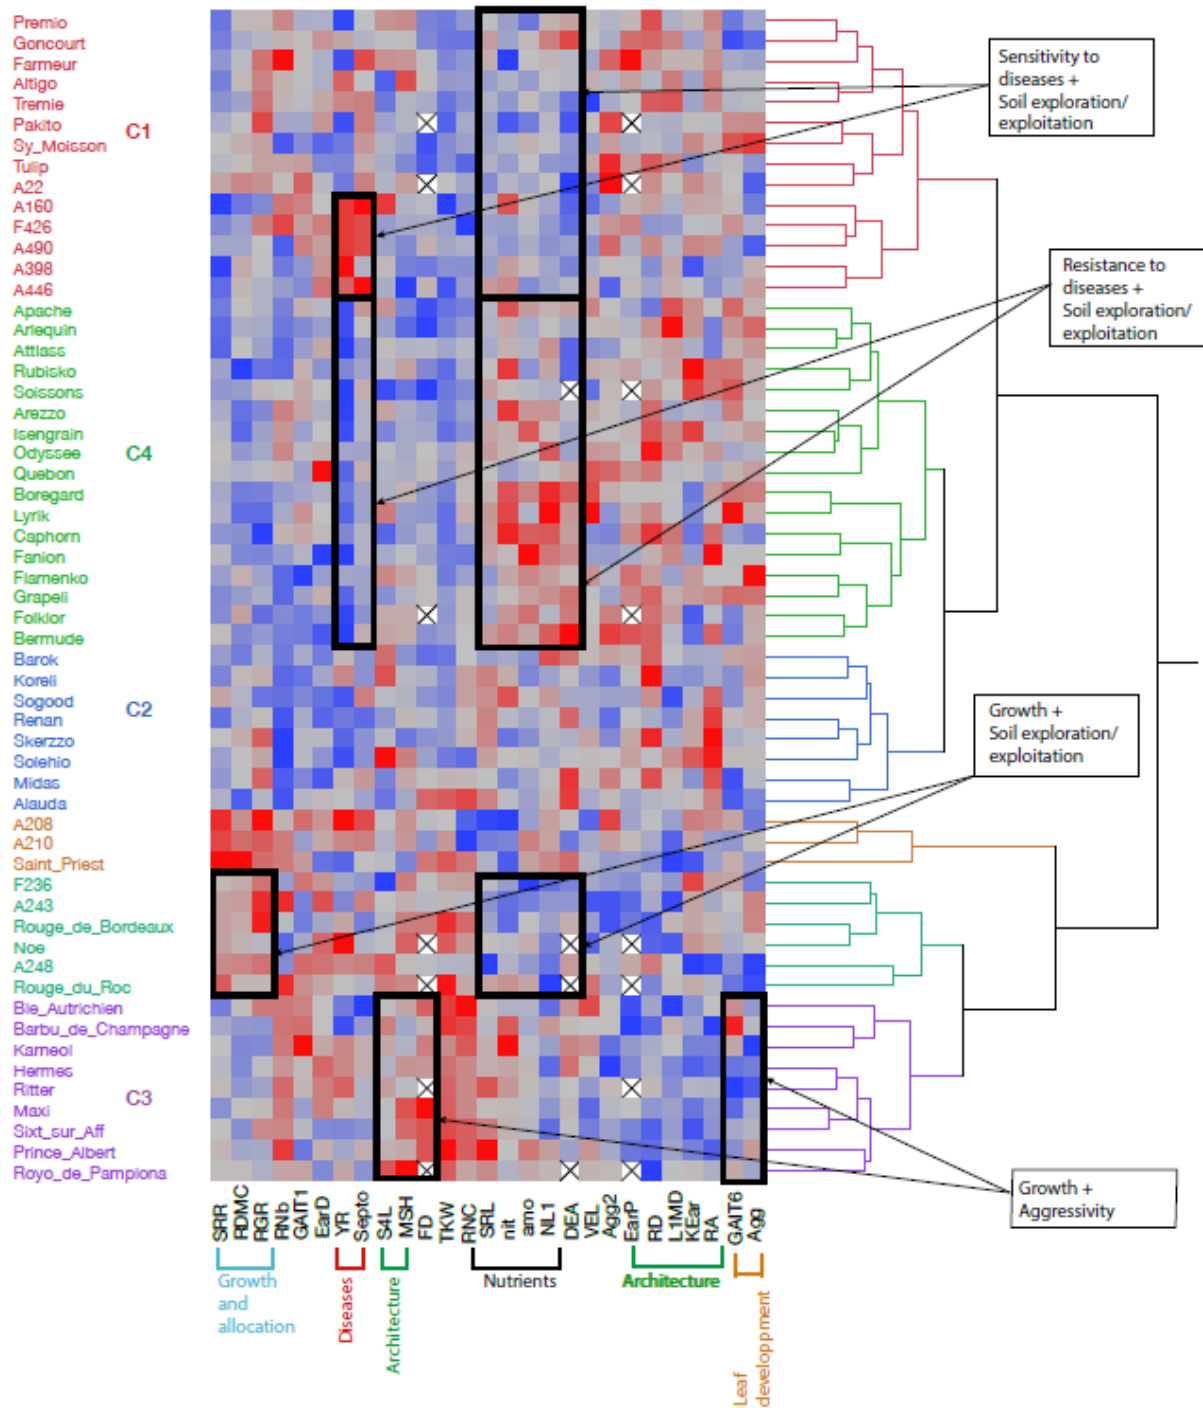 Premio
Goncourt
Farmeur
Altigo
Tremie
Pakito
Sy_Moisson
Tulip
A22
A160
F426
A490
A398
A446
Apache
Arlequin
Attlass
Rubisko
Soissons
Arezzo
Isengrain
Odyssee
Quebon
Boregard
Lyrik
Caphorn
Fanion
Flamenko
Grapeli
Folklor
Bermude
Barok
Koreli
Sogood
Renan
Skerzzo
Solehio
Midas
Alauda
A208
A210
Saint_Priest
F236
A243
Rouge_de_Bordeaux
Noe
A248
Rouge_du_Roc
Ble_Autrichien
Barbu_de_Champagne
Karneol
Hermes
Ritter
Maxi
Sixt_sur_Aff
Prince_Albert
Royo_de_Pamplona
C1
C4
C2
C3
Sensitivity to
diseases +
Soil exploration/
exploitation
Resistance to
diseases +
Soil exploration/
exploitation
Growth +
Soil exploration/
exploitation
Growth +
Aggressivity
SRR
RDMC
RGR
RNb
GAIT1
EarD
YR
Septo
S4L
MSH
FD
TKW
RNC
SRL
nit
amo
NL1
DEA
VEL
Agg2
EarP
RD
L1MD
KEar
RA
GAIT6
Agg
Growth
and
allocation
Diseases
Architecture
Nutrients
Architecture
Leaf
developpment